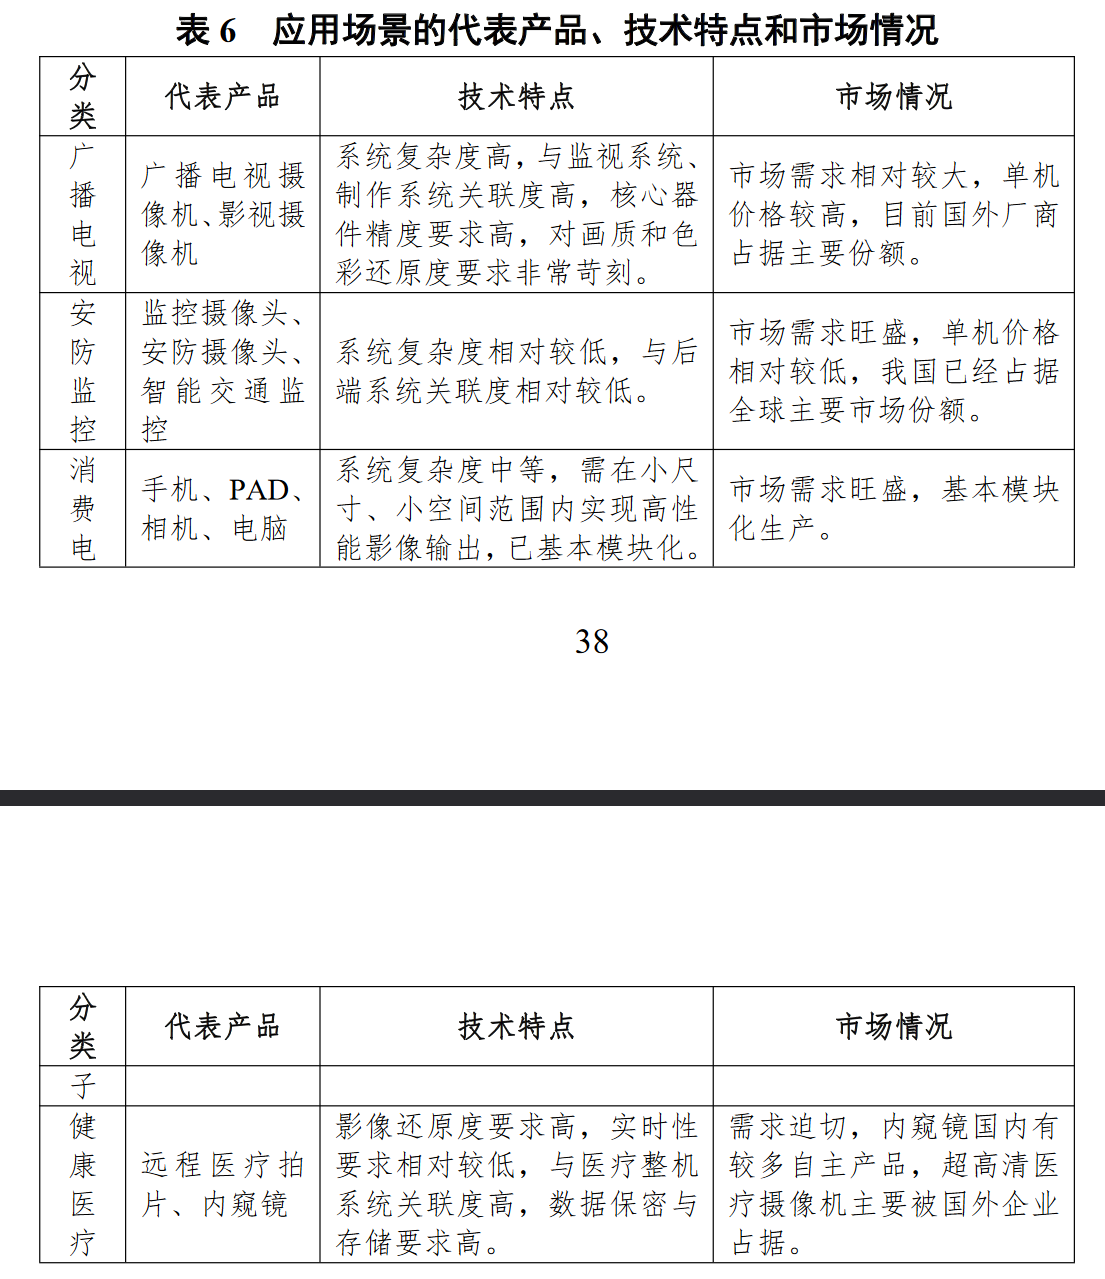 表 6 应用场景的代表产品、技术特点和市场情况
分
类
代表产品
技术特点
市场情况
广
播
电
视
广播电视摄
像机、影视摄
像机
系统复杂度高，与监视系统、
制作系统关联度高，核心器
件精度要求高，对画质和色
彩还原度要求非常苛刻。
市场需求相对较大，单机
价格较高，目前国外厂商
占据主要份额。
安
防
监
控
监控摄像头、
安防摄像头、
智能交通监
控
系统复杂度相对较低，与后
端系统关联度相对较低。
市场需求旺盛，单机价格
相对较低，我国已经占据
全球主要市场份额。
消
费
电
手机、PAD、
相机、电脑
系统复杂度中等，需在小尺
寸、小空间范围内实现高性
能影像输出，已基本模块化。
市场需求旺盛，基本模块
化生产。
38
分
类
代表产品
技术特点
市场情况
子
健
康
医
疗
远程医疗拍
片、内窥镜
影像还原度要求高，实时性
要求相对较低，与医疗整机
系统关联度高，数据保密与
存储要求高。
需求迫切，内窥镜国内有
较多自主产品，超高清医
疗摄像机主要被国外企业
占据。